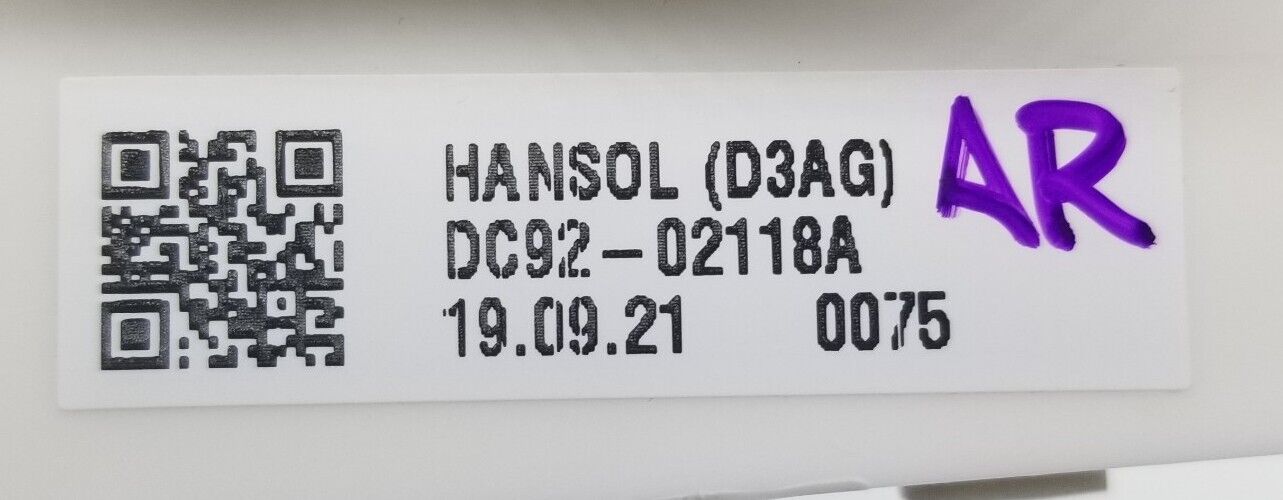 HANSOL (D3AG) AR
DC92-02118A
19.09.21 0075